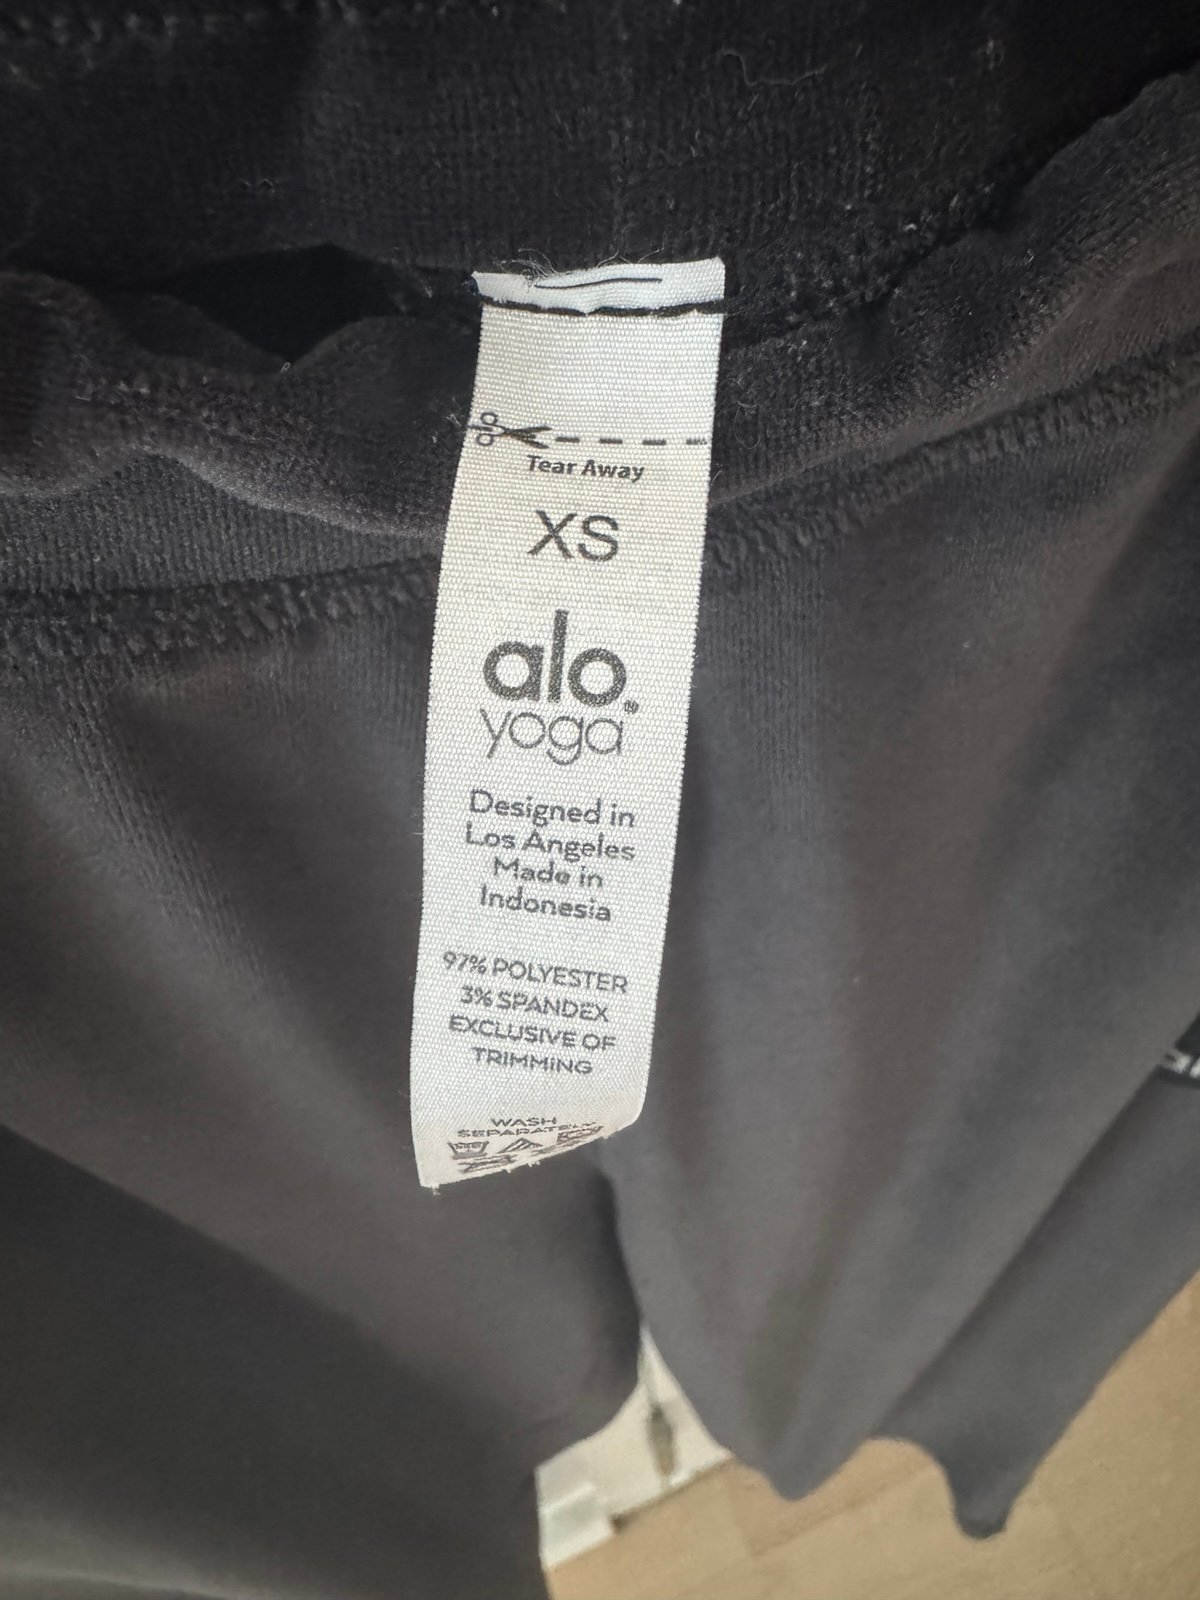 Tear Away
XS
alo.
yoga
Designed in
Los Angeles
Made in
Indonesia
97% POLYESTER
3% SPANDEX
EXCLUSIVE OF
TRIMMING
WASH
SEPARATELY